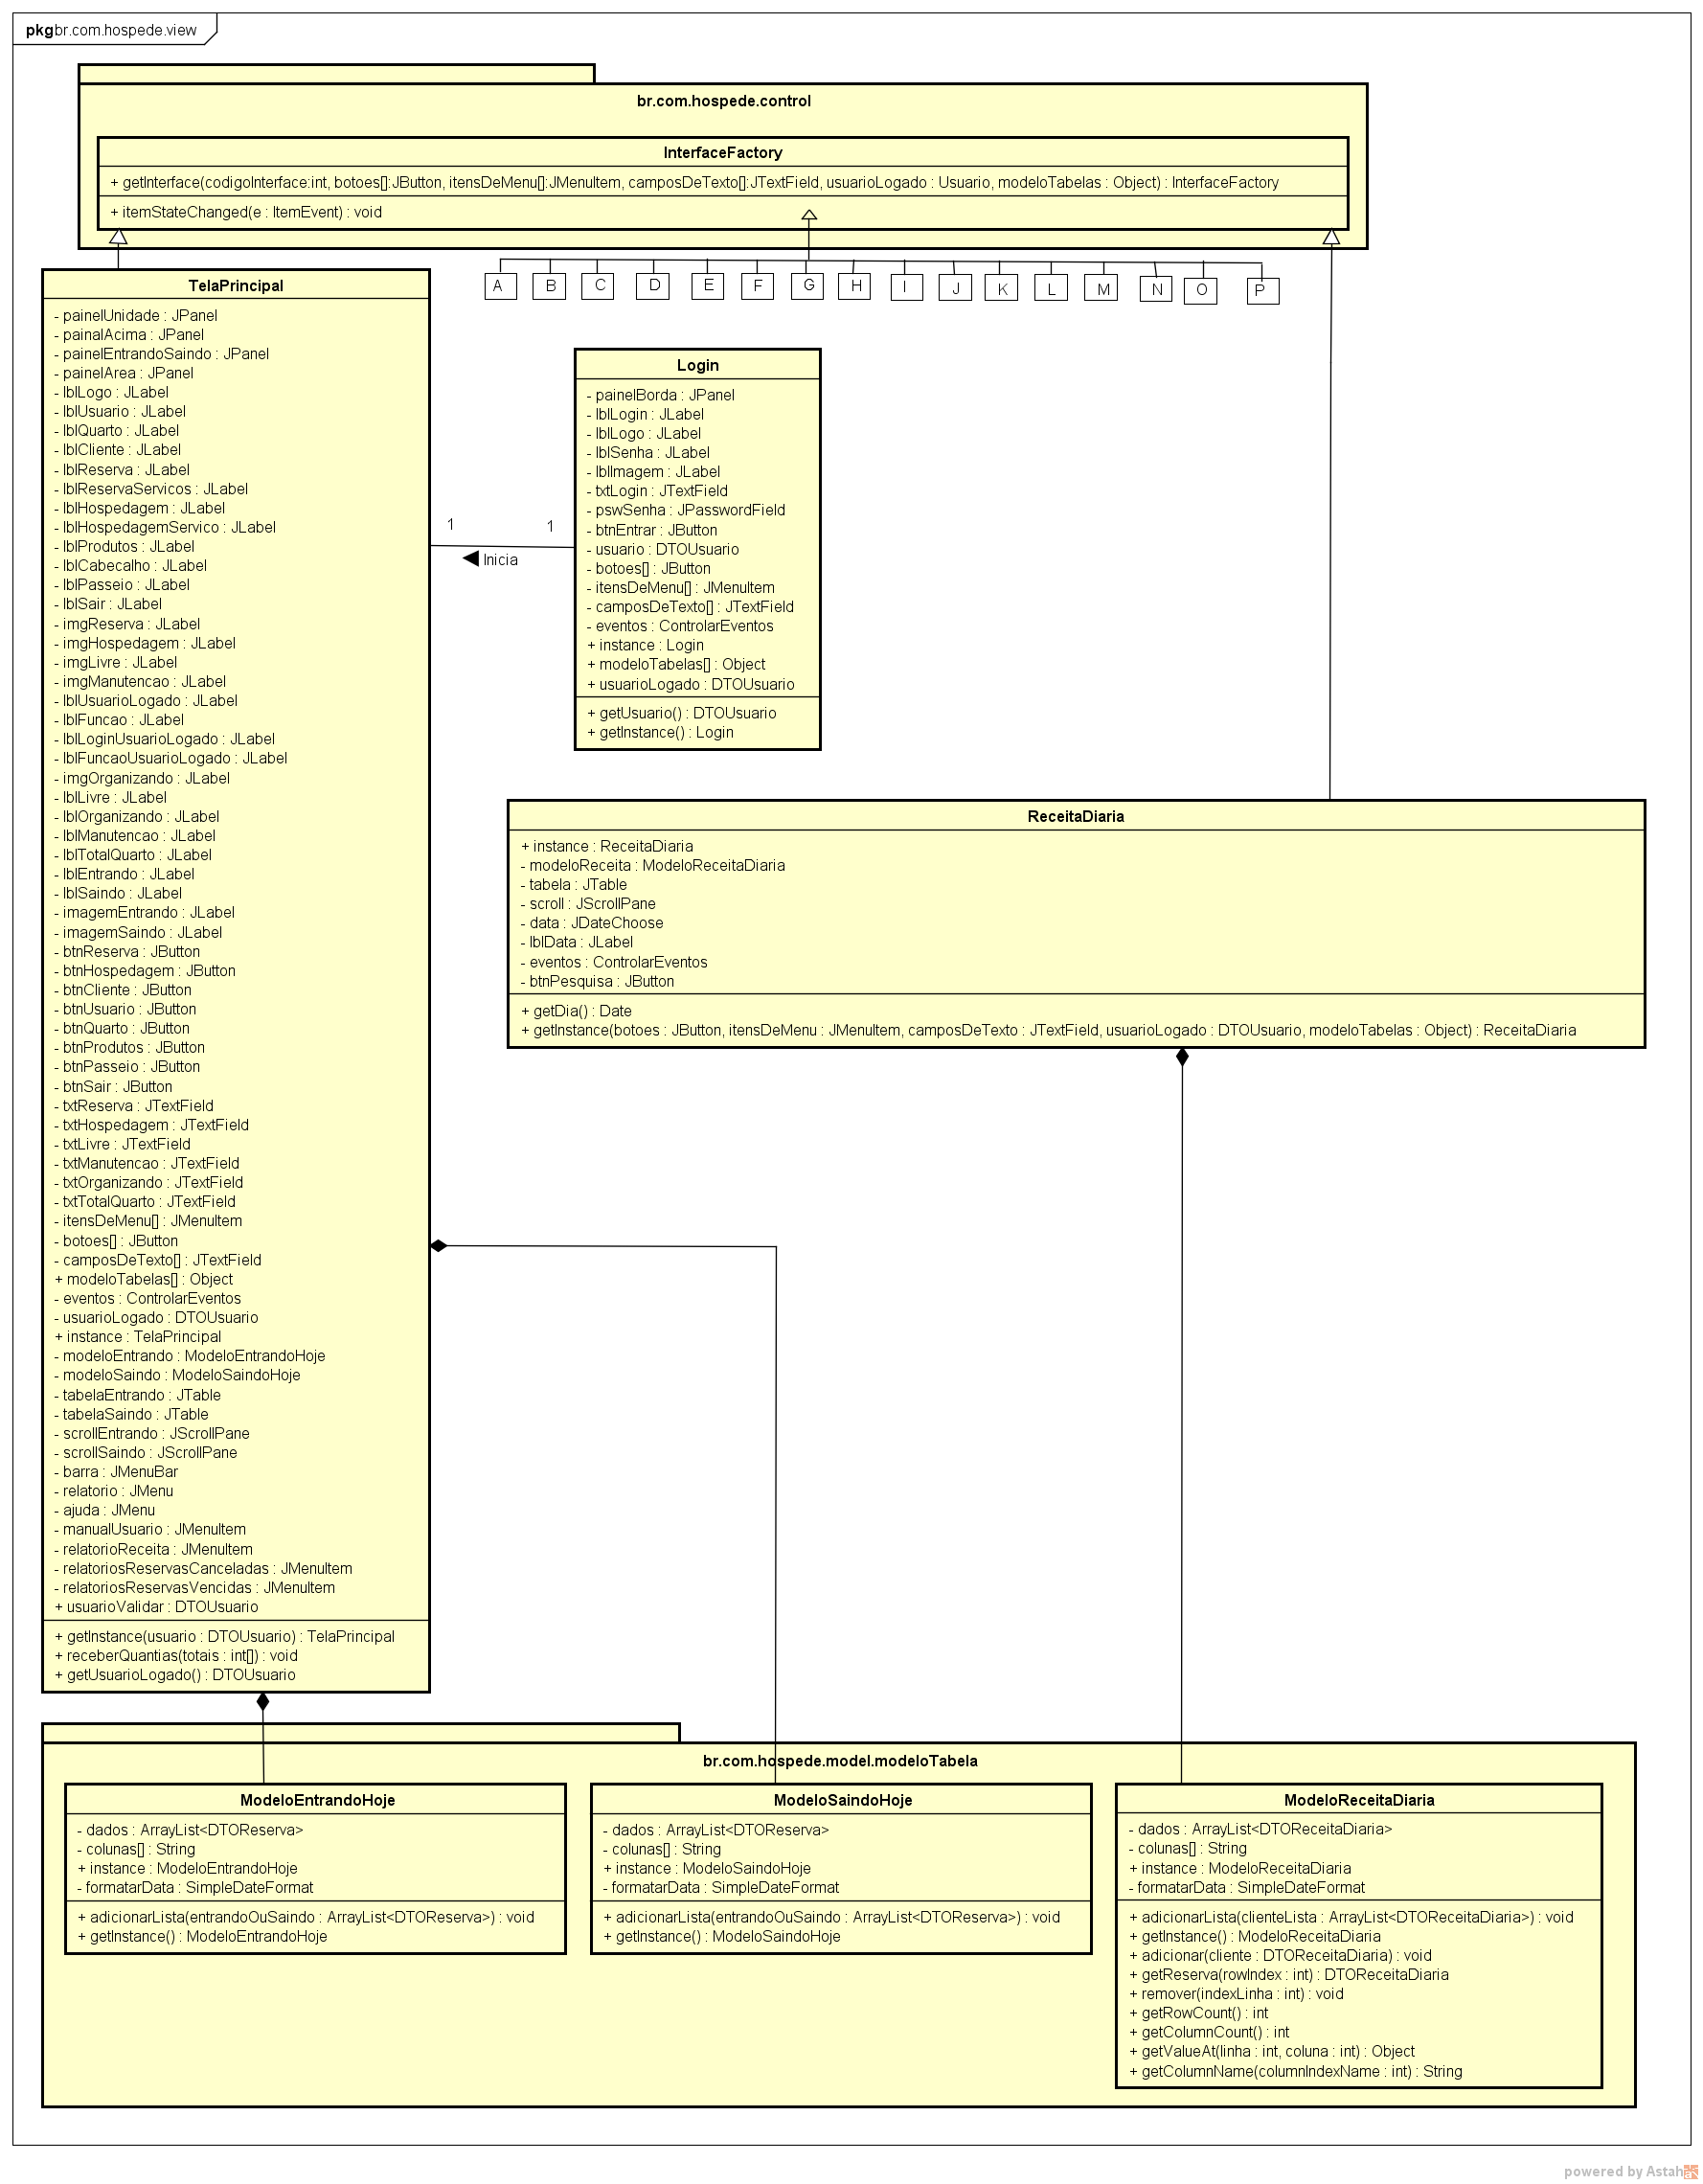 pkg br.com.hospede.view
br.com.hospede.control
InterfaceFactory
+ getInterface(codigoInterface:int, botoes[]:JButton, itensDeMenu[]:JMenuItem, camposDeTexto[]:JTextField, usuarioLogado : Usuario, modeloTabelas : Object) : InterfaceFactory
+ itemStateChanged(e : ItemEvent) : void
A B C D E F G H I J K L M N O P
TelaPrincipal
- painelUnidade : JPanel
- painalAcima : JPanel
- painelEntrandoSaindo : JPanel
- painelArea : JPanel
- lblLogo : JLabel
- lblUsuario : JLabel
- lblQuarto : JLabel
- lblCliente : JLabel
- lblReserva : JLabel
- lblReservaServicos : JLabel
- lblHospedagem : JLabel
- lblHospedagemServico : JLabel
- lblProdutos : JLabel
- lblCabecalho : JLabel
- lblPasseio : JLabel
- lblSair : JLabel
- imgReserva : JLabel
- imgHospedagem : JLabel
- imgLivre : JLabel
- imgManutencao : JLabel
- lblUsuarioLogado : JLabel
- lblFuncao : JLabel
- lblLoginUsuarioLogado : JLabel
- lblFuncaoUsuarioLogado : JLabel
- imgOrganizando : JLabel
- lblLivre : JLabel
- lblOrganizando : JLabel
- lblManutencao : JLabel
- lblTotalQuarto : JLabel
- lblEntrando : JLabel
- lblSaindo : JLabel
- imagemEntrando : JLabel
- imagemSaindo : JLabel
- btnReserva : JButton
- btnHospedagem : JButton
- btnCliente : JButton
- btnUsuario : JButton
- btnQuarto : JButton
- btnProdutos : JButton
- btnPasseio : JButton
- btnSair : JButton
- txtReserva : JTextField
- txtHospedagem : JTextField
- txtLivre : JTextField
- txtManutencao : JTextField
- txtOrganizando : JTextField
- txtTotalQuarto : JTextField
- itensDeMenu[] : JMenuItem
- botoes[] : JButton
- camposDeTexto[] : JTextField
+ modeloTabelas[] : Object
- eventos : ControlarEventos
- usuarioLogado : DTOUsuario
+ instance : TelaPrincipal
- modeloEntrando : ModeloEntrandoHoje
- modeloSaindo : ModeloSaindoHoje
- tabelaEntrando : JTable
- tabelaSaindo : JTable
- scrollEntrando : JScrollPane
- scrollSaindo : JScrollPane
- barra : JMenuBar
- relatorio : JMenu
- ajuda : JMenu
- manualUsuario : JMenuItem
- relatorioReceita : JMenuItem
- relatoriosReservasCanceladas : JMenuItem
- relatoriosReservasVencidas : JMenuItem
+ usuarioValidar : DTOUsuario
+ getInstance(usuario : DTOUsuario) : TelaPrincipal
+ receberQuantias(totais : int[]) : void
+ getUsuarioLogado() : DTOUsuario
1 1
Inicia
Login
- painelBorda : JPanel
- lblLogin : JLabel
- lblLogo : JLabel
- lblSenha : JLabel
- lblImagem : JLabel
- txtLogin : JTextField
- pswSenha : JPasswordField
- btnEntrar : JButton
- usuario : DTOUsuario
- botoes[] : JButton
- itensDeMenu[] : JMenuItem
- camposDeTexto[] : JTextField
- eventos : ControlarEventos
+ instance : Login
+ modeloTabelas[] : Object
+ usuarioLogado : DTOUsuario
+ getUsuario() : DTOUsuario
+ getInstance() : Login
ReceitaDiaria
+ instance : ReceitaDiaria
- modeloReceita : ModeloReceitaDiaria
- tabela : JTable
- scroll : JScrollPane
- data : JDateChoose
- lblData : JLabel
- eventos : ControlarEventos
- btnPesquisa : JButton
+ getDia() : Date
+ getInstance(botoes : JButton, itensDeMenu : JMenuItem, camposDeTexto : JTextField, usuarioLogado : DTOUsuario, modeloTabelas : Object) : ReceitaDiaria
br.com.hospede.model.modeloTabela
ModeloEntrandoHoje
- dados : ArrayList<DTOReserva>
- colunas[] : String
+ instance : ModeloEntrandoHoje
- formatarData : SimpleDateFormat
+ adicionarLista(entrandoOuSaindo : ArrayList<DTOReserva>) : void
+ getInstance() : ModeloEntrandoHoje
ModeloSaindoHoje
- dados : ArrayList<DTOReserva>
- colunas[] : String
+ instance : ModeloSaindoHoje
- formatarData : SimpleDateFormat
+ adicionarLista(entrandoOuSaindo : ArrayList<DTOReserva>) : void
+ getInstance() : ModeloSaindoHoje
ModeloReceitaDiaria
- dados : ArrayList<DTOReceitaDiaria>
- colunas[] : String
+ instance : ModeloReceitaDiaria
- formatarData : SimpleDateFormat
+ adicionarLista(clienteLista : ArrayList<DTOReceitaDiaria>) : void
+ getInstance() : ModeloReceitaDiaria
+ adicionar(cliente : DTOReceitaDiaria) : void
+ getReserva(rowIndex : int) : DTOReceitaDiaria
+ remover(indexLinha : int) : void
+ getRowCount() : int
+ getColumnCount() : int
+ getValueAt(linha : int, coluna : int) : Object
+ getColumnName(columnIndexName : int) : String
powered by Astah